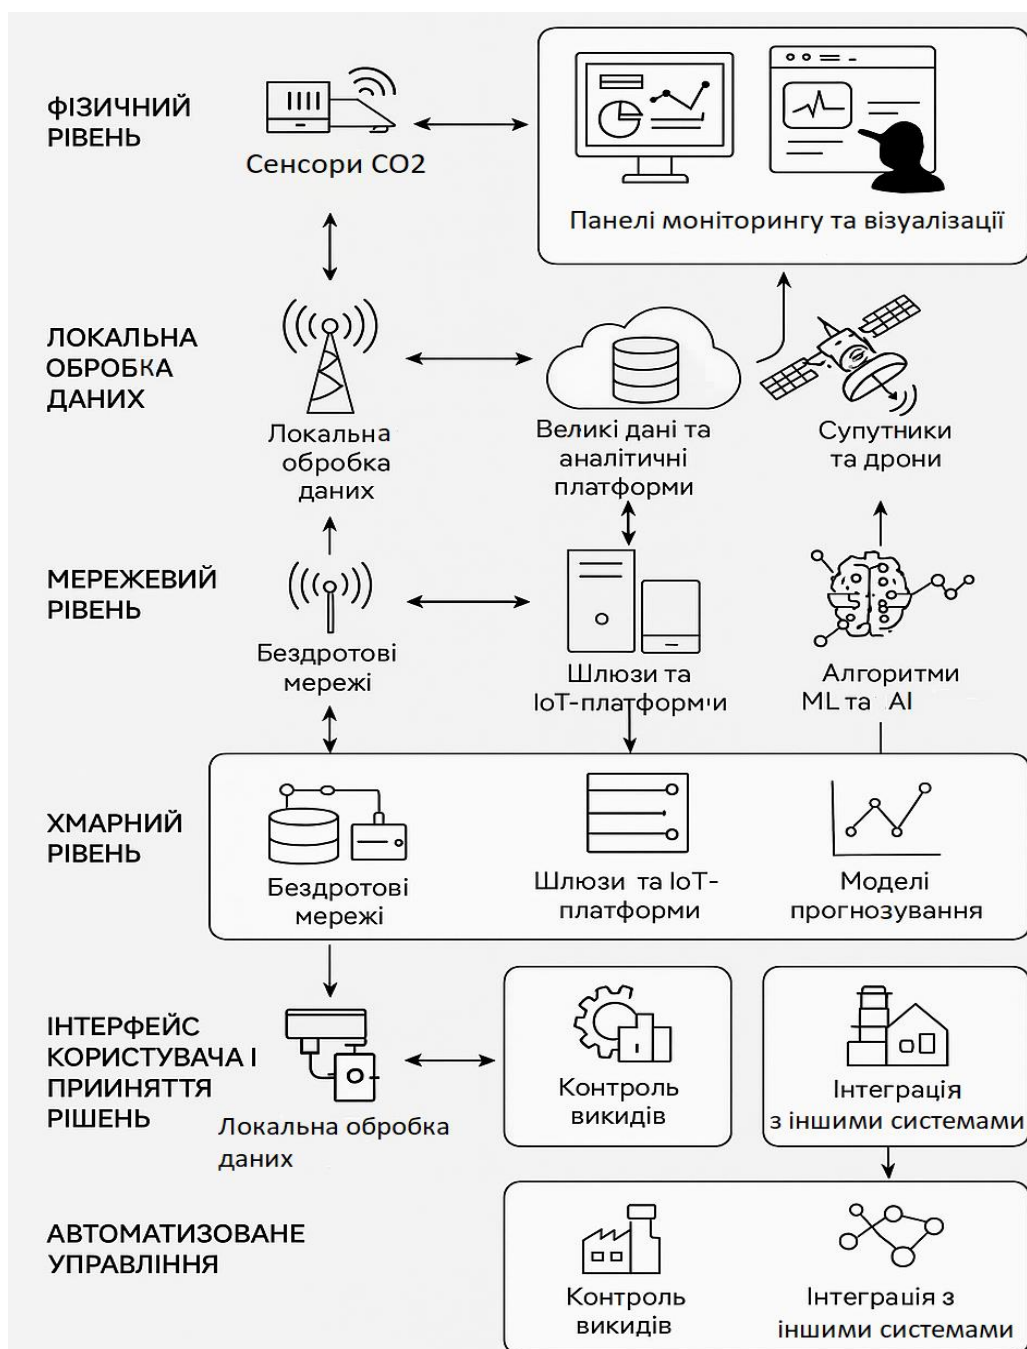 ФІЗИЧНИЙ
РІВЕНЬ
Сенсори СО2
Панелі моніторингу та візуалізації
ЛОКАЛЬНА
ОБРОБКА
ДАНИХ
Локальна
обробка
даних
Великі дані та
аналітичні
платформи
Супутники
та дрони
МЕРЕЖЕВИЙ
РІВЕНЬ
Бездротові
мережі
Шлюзи та
ІоТ-платформи
Алгоритми
ML та AI
ХМАРНИЙ
РІВЕНЬ
Бездротові
мережі
Шлюзи та ІоТ-
платформи
Моделі
прогнозування
ІНТЕРФЕЙС
КОРИСТУВАЧА І
ПРИИНЯТТЯ
РІШЕНЬ
Локальна обробка
даних
Контроль
викидів
Інтеграція
з іншими системами
АВТОМАТИЗОВАНЕ
УПРАВЛІННЯ
Контроль
викидів
Інтеграція з
іншими системами